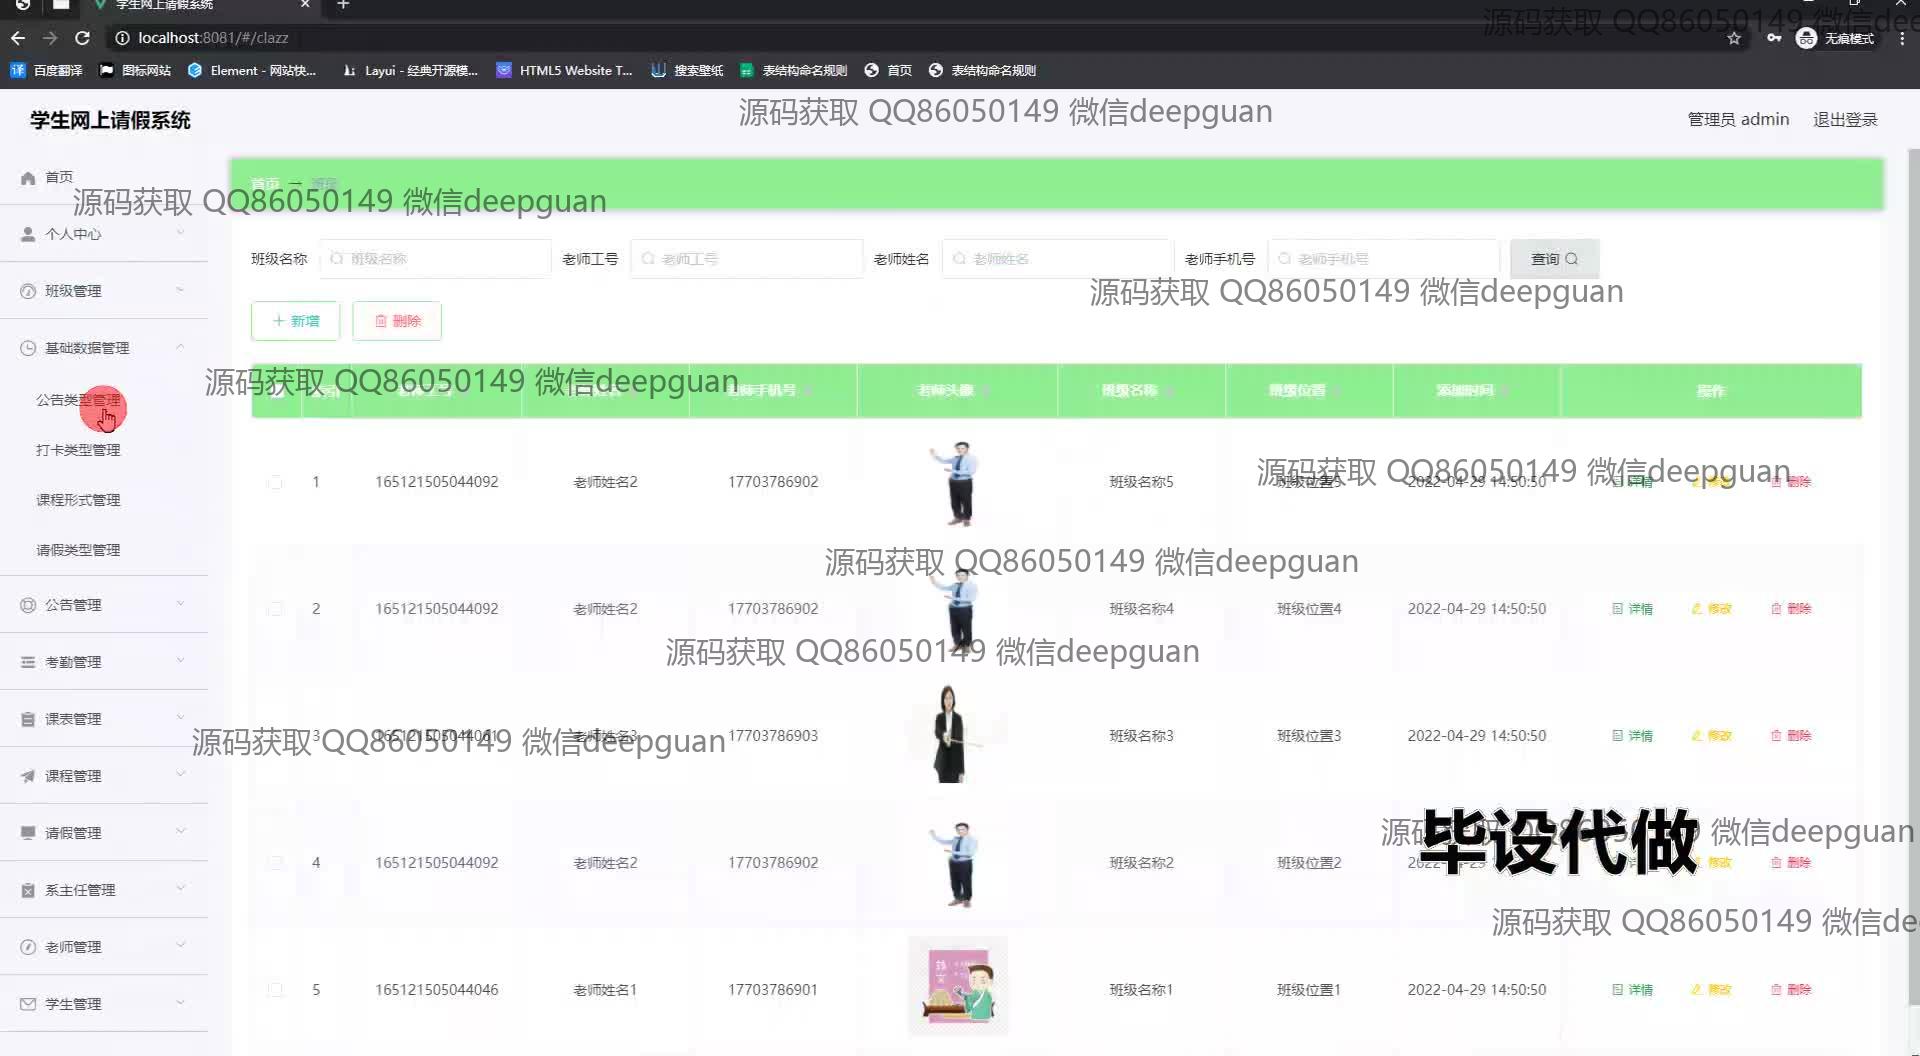 学生网上请假系统
localhost:8081/#/clazz
无痕模式
百度翻译
图标网站
Element - 网站快...
Layui - 经典开源模...
HTML5 Website T...
搜索壁纸
表结构命名规则
首页
表结构命名规则
源码获取 QQ86050149 微信dee
学生网上请假系统
源码获取 QQ86050149 微信deepguan
管理员 admin
退出登录
首页
个人中心
班级管理
基础数据管理
公告类型管理
打卡类型管理
课程形式管理
请假类型管理
公告管理
考勤管理
课表管理
课程管理
请假管理
系主任管理
老师管理
学生管理
首页 →
源码获取 QQ86050149 微信deepguan
班级名称 班级名称 老师工号 老师工号 老师姓名 老师姓名 老师手机号 老师手机号 查询
源码获取 QQ86050149 微信deepguan
新增 删除
源码获取 QQ86050149 微信deepguan
老师手机号 老师头像 班级名称 班级位置 添加时间 操作
1 165121505044092 老师姓名2 17703786902 班级名称5 班级位置5 2022-04-29 14:50:50 详情 修改 删除
源码获取 QQ86050149 微信deepguan
源码获取 QQ86050149 微信deepguan
2 165121505044092 老师姓名2 17703786902 班级名称4 班级位置4 2022-04-29 14:50:50 详情 修改 删除
源码获取 QQ86050149 微信deepguan
3 165121505044061 老师姓名3 17703786903 班级名称3 班级位置3 2022-04-29 14:50:50 详情 修改 删除
源码获取 QQ86050149 微信deepguan
源码获取 QQ86050149 微信deepguan
毕设代做
4 165121505044092 老师姓名2 17703786902 班级名称2 班级位置2 修改 删除
源码获取 QQ86050149 微信de
5 165121505044046 老师姓名1 17703786901 班级名称1 班级位置1 2022-04-29 14:50:50 详情 修改 删除